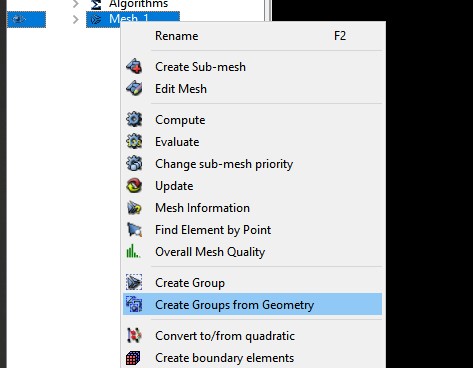 Algorithms
Mesh_1
Rename F2
Create Sub-mesh
Edit Mesh
Compute
Evaluate
Change sub-mesh priority
Update
Mesh Information
Find Element by Point
Overall Mesh Quality
Create Group
Create Groups from Geometry
Convert to/from quadratic
Create boundary elements